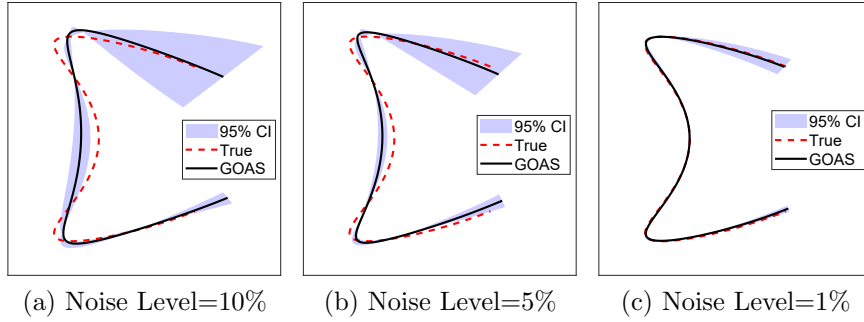 95% CI
True
GOAS
95% CI
True
GOAS
95% CI
True
GOAS
(a) Noise Level=10%
(b) Noise Level=5%
(c) Noise Level=1%